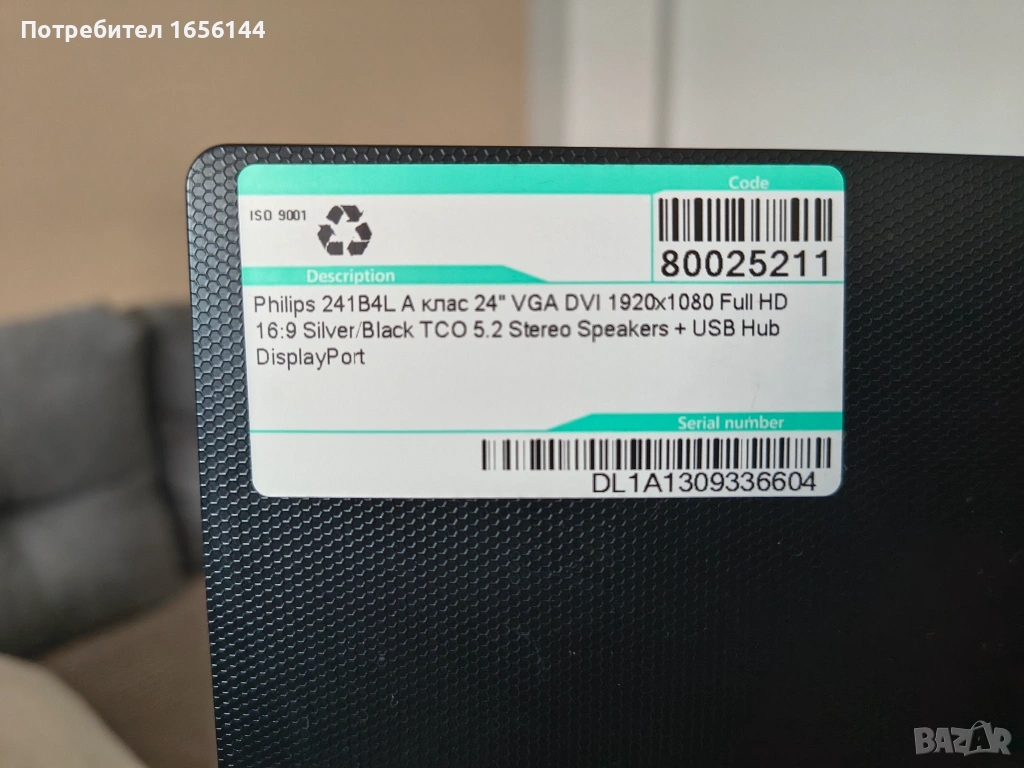 Потребител 1656144
Code
ISO 9001
80025211
Description
Philips 241B4L А клас 24" VGA DVI 1920x1080 Full HD
16:9 Silver/Black TCO 5.2 Stereo Speakers + USB Hub
DisplayPort
Serial number
DL1A1309336604
BAZAR